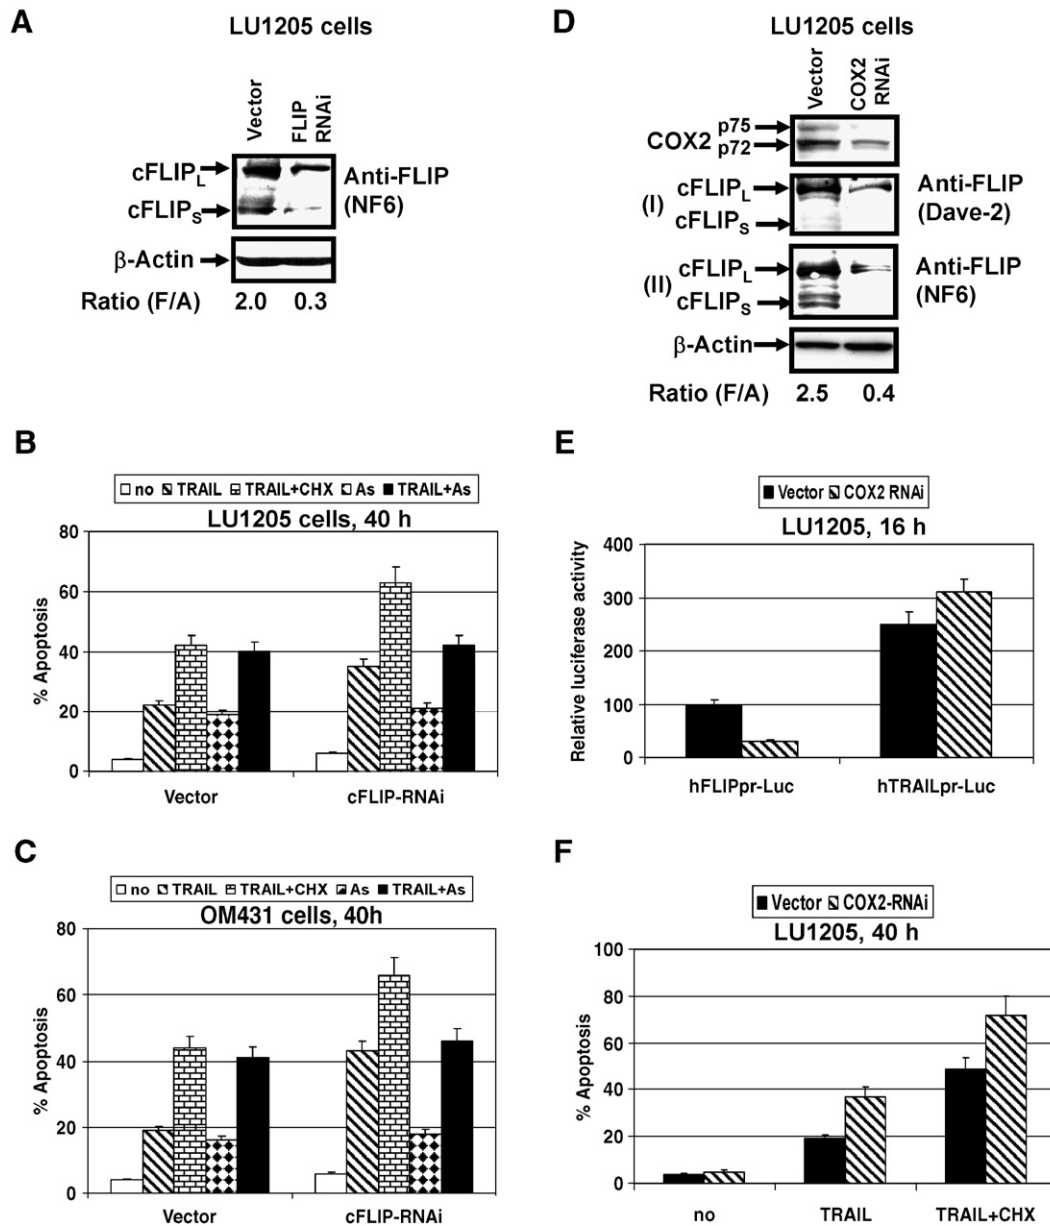 A
LU1205 cells
Vector
FLIP
RNAi
cFLIPL
cFLIPS
Anti-FLIP
(NF6)
β-Actin
Ratio (F/A) 2.0 0.3
B
no TRAIL TRAIL+CHX As TRAIL+As
LU1205 cells, 40 h
% Apoptosis
80
60
40
20
0
Vector
cFLIP-RNAi
C
no TRAIL TRAIL+CHX As TRAIL+As
OM431 cells, 40h
% Apoptosis
80
60
40
20
0
Vector
cFLIP-RNAi
D
LU1205 cells
Vector
COX2
RNAi
COX2
p75
p72
(I)
cFLIPL
cFLIPS
Anti-FLIP
(Dave-2)
(II)
cFLIPL
cFLIPS
Anti-FLIP
(NF6)
β-Actin
Ratio (F/A) 2.5 0.4
E
Vector COX2 RNAi
LU1205, 16 h
Relative luciferase activity
400
300
200
100
0
hFLIPpr-Luc
hTRAILpr-Luc
F
Vector COX2-RNAi
LU1205, 40 h
% Apoptosis
100
80
60
40
20
0
no
TRAIL
TRAIL+CHX